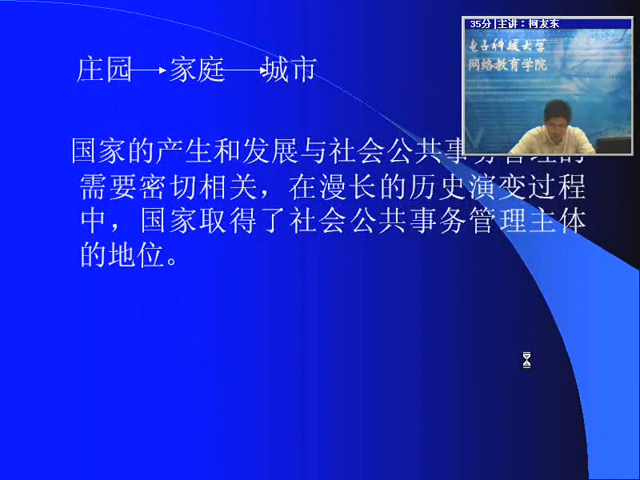 35分|主讲：柯友东
电子科技大学
网络教育学院
庄园→家庭→城市
国家的产生和发展与社会公共事务管理的
需要密切相关，在漫长的历史演变过程
中，国家取得了社会公共事务管理主体
的地位。